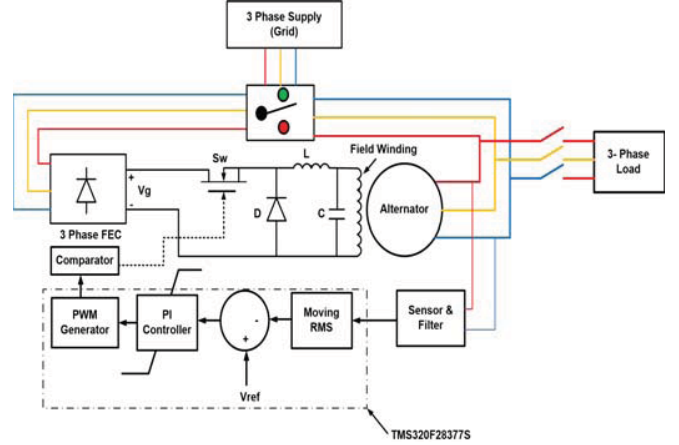 3 Phase Supply
(Grid)
Sw
L
Field Winding
+
Vg
-
D
C
Alternator
3- Phase
Load
3 Phase FEC
Comparator
PWM
Generator
PI
Controller
-
+
Moving
RMS
Sensor &
Filter
Vref
TMS320F28377S